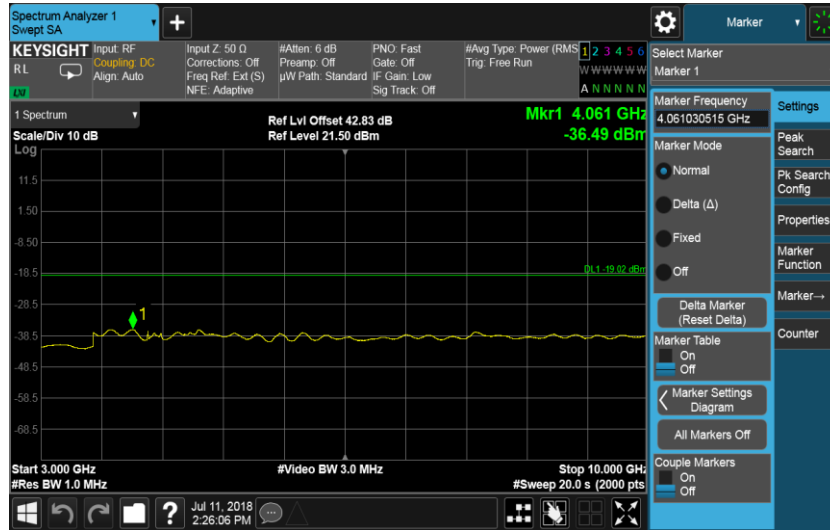 Spectrum Analyzer 1
Swept SA
Marker
KEYSIGHT
RL
LXI
Input: RF
Coupling: DC
Align: Auto
Input Z: 50 Ω
Corrections: Off
Freq Ref: Ext (S)
NFE: Adaptive
#Atten: 6 dB
Preamp: Off
µW Path: Standard
PNO: Fast
Gate: Off
IF Gain: Low
Sig Track: Off
#Avg Type: Power (RMS
Trig: Free Run
1 2 3 4 5 6
W W W W W W
A N N N N N
Select Marker
Marker 1
1 Spectrum
Scale/Div 10 dB
Log
Ref Lvl Offset 42.83 dB
Ref Level 21.50 dBm
Mkr1 4.061 GHz
-36.49 dBm
11.5
1.50
-8.50
-18.5
-28.5
-38.5
-48.5
-58.5
-68.5
DL1 -19.02 dBm
1
Start 3.000 GHz
#Res BW 1.0 MHz
#Video BW 3.0 MHz
Stop 10.000 GHz
#Sweep 20.0 s (2000 pts
Marker Frequency
4.061030515 GHz
Marker Mode
Normal
Delta (Δ)
Fixed
Off
Delta Marker
(Reset Delta)
Marker Table
On
Off
Marker Settings
Diagram
All Markers Off
Couple Markers
On
Off
Settings
Peak
Search
Pk Search
Config
Properties
Marker
Function
Marker→
Counter
?
Jul 11, 2018
2:26:06 PM